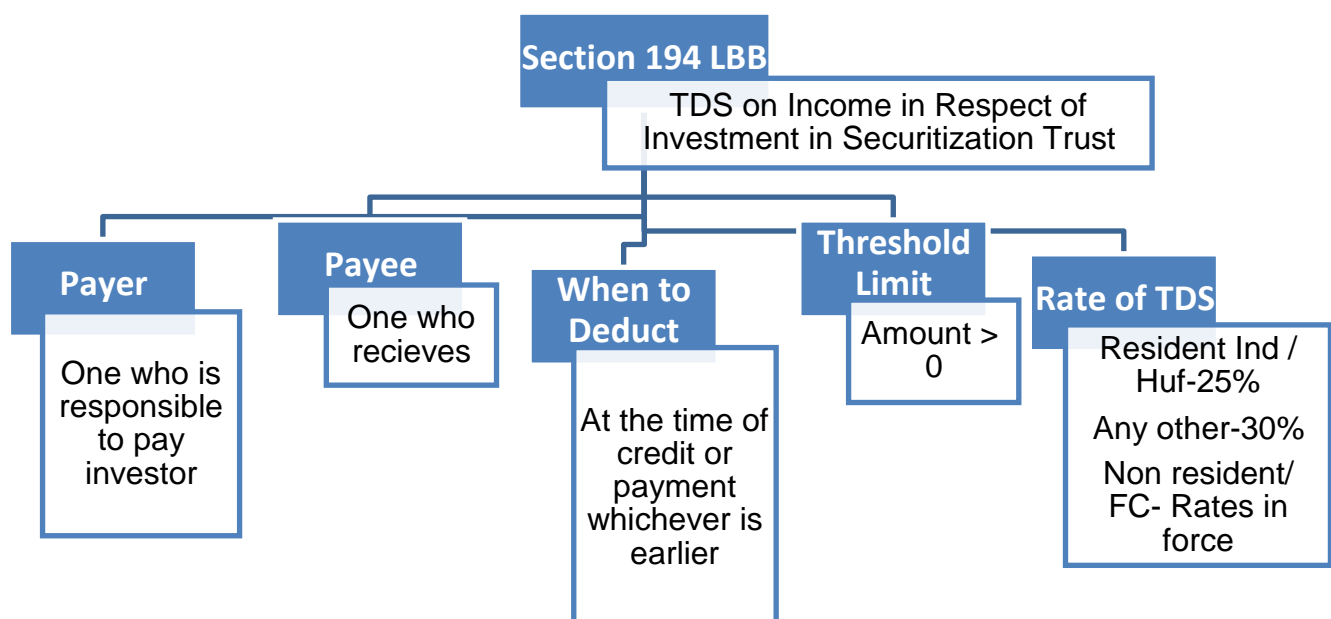 Section 194 LBB
TDS on Income in Respect of
Investment in Securitization Trust
Payer
One who is
responsible
to pay
investor
Payee
One who
recieves
When to
Deduct
At the time of
credit or
payment
whichever is
earlier
Threshold
Limit
Amount >
0
Rate of TDS
Resident Ind /
Huf-25%
Any other-30%
Non resident/
FC- Rates in
force